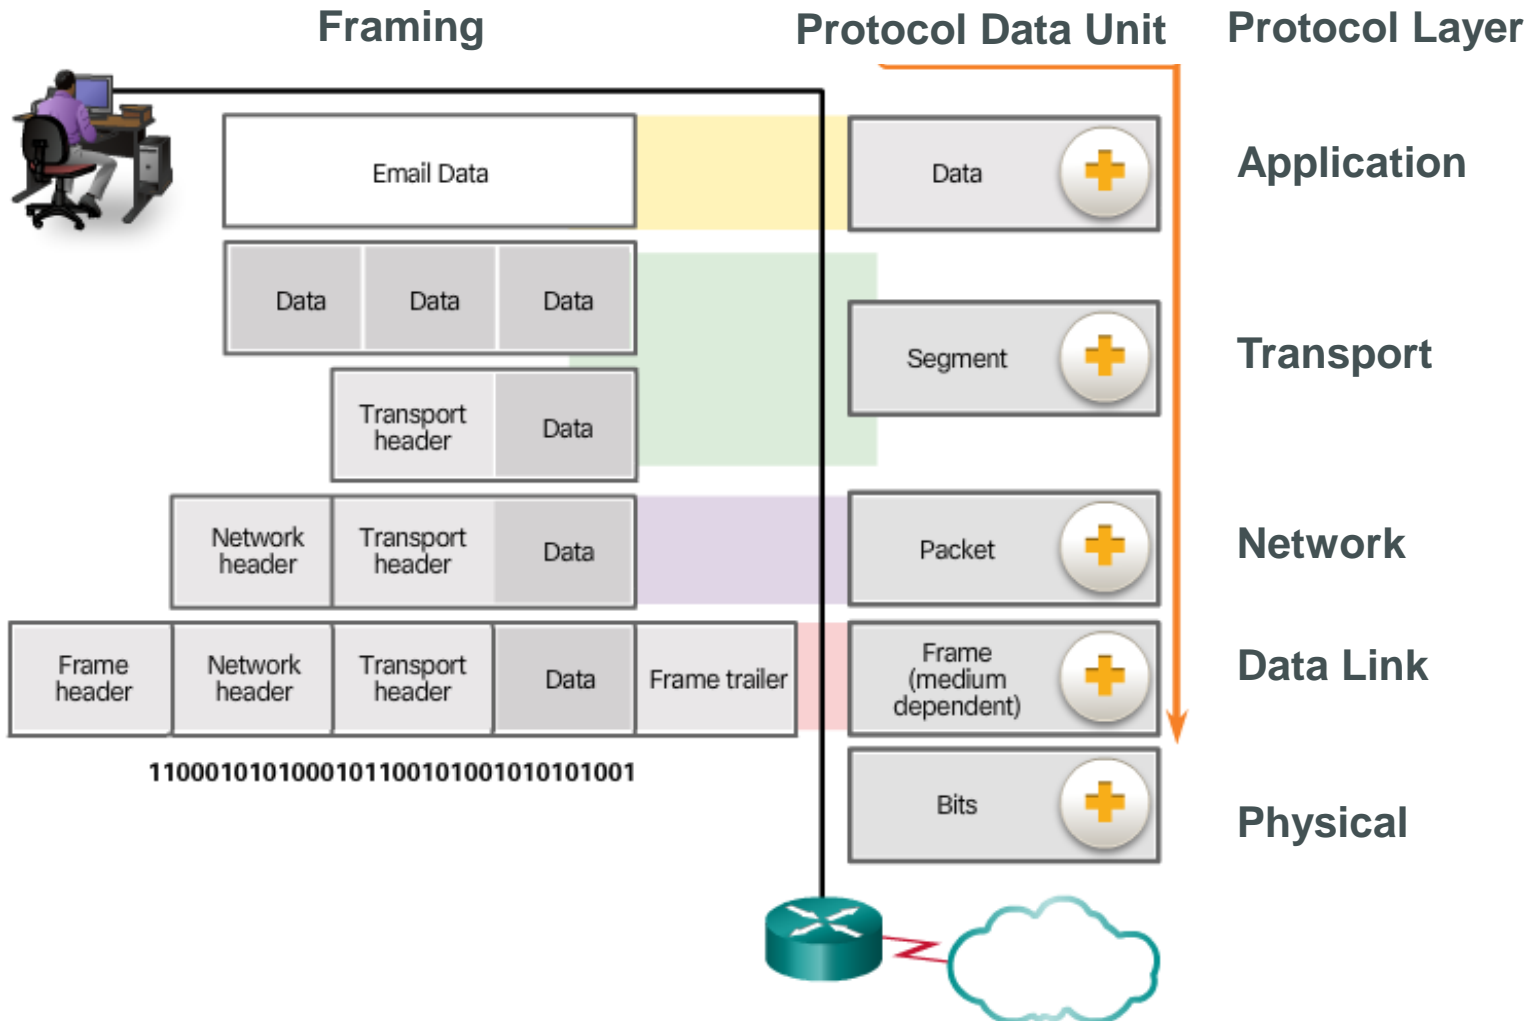 Framing
Protocol Data Unit
Protocol Layer
Email Data
Data
Application
Data
Data
Data
Segment
Transport
Transport
header
Data
Network
header
Transport
header
Data
Packet
Network
Frame
header
Network
header
Transport
header
Data
Frame trailer
Frame
(medium
dependent)
Data Link
1100010101000101100101001010101001
Bits
Physical